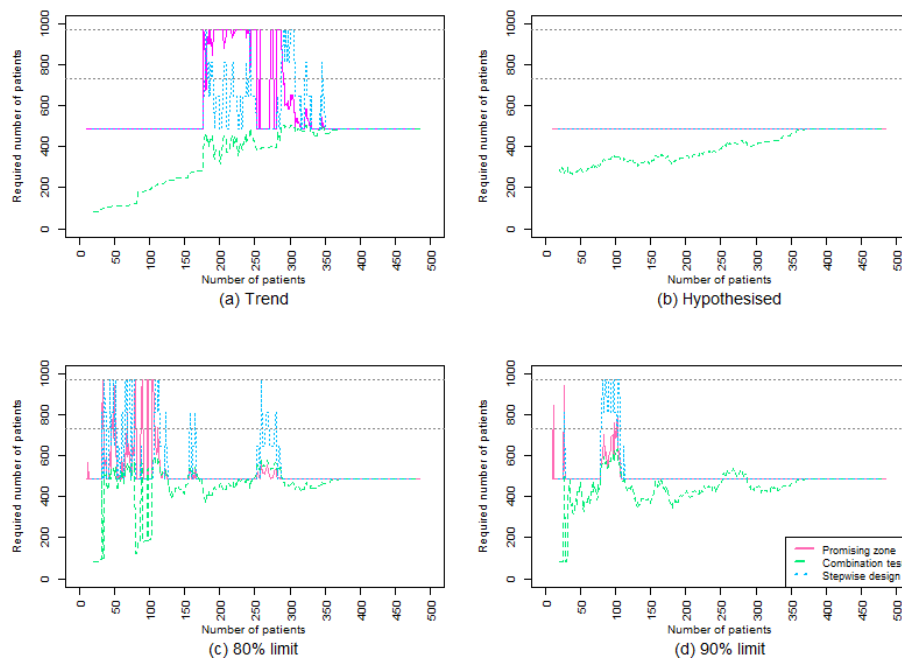 Required number of patients
0 200 400 600 800 1000
0 50 100 150 200 250 300 350 400 450 500
Number of patients
(a) Trend
Required number of patients
0 200 400 600 800 1000
0 50 100 150 200 250 300 350 400 450 500
Number of patients
(b) Hypothesised
Required number of patients
0 200 400 600 800 1000
0 50 100 150 200 250 300 350 400 450 500
Number of patients
(c) 80% limit
Required number of patients
0 200 400 600 800 1000
Promising zone
Combination test
Stepwise design
0 50 100 150 200 250 300 350 400 450 500
Number of patients
(d) 90% limit